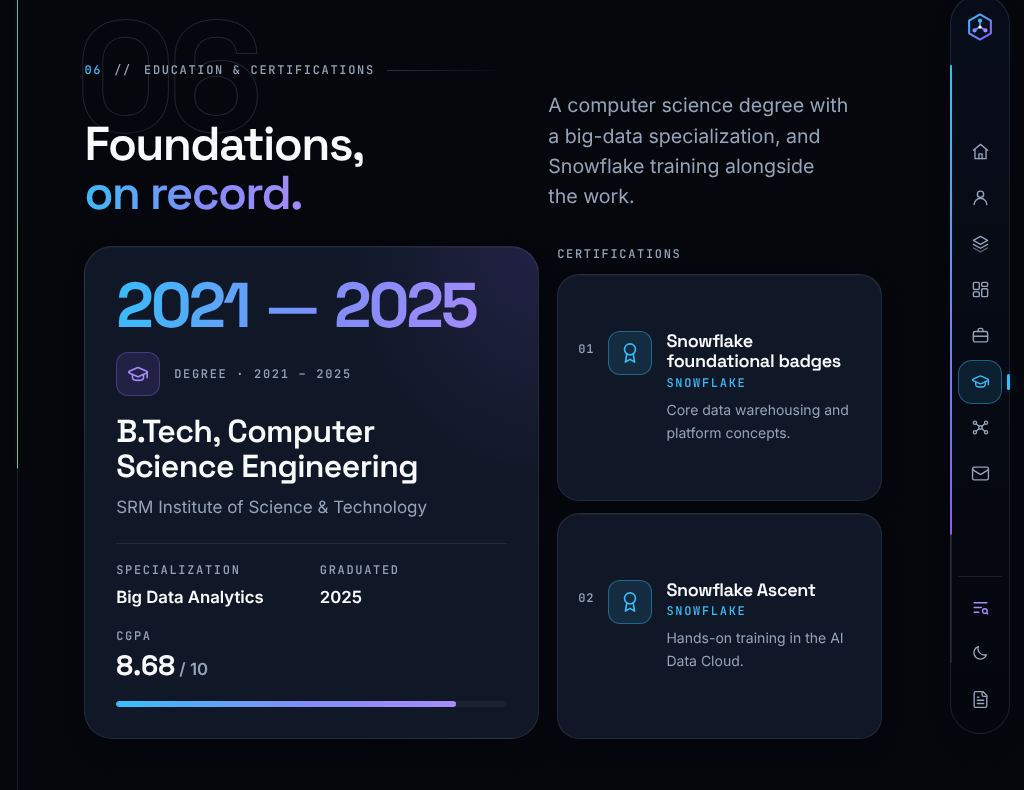 06
06 // EDUCATION & CERTIFICATIONS
Foundations,
on record.
A computer science degree with
a big-data specialization, and
Snowflake training alongside
the work.
2021 — 2025
DEGREE · 2021 – 2025
B.Tech, Computer
Science Engineering
SRM Institute of Science & Technology
SPECIALIZATION
Big Data Analytics
GRADUATED
2025
CGPA
8.68 / 10
CERTIFICATIONS
01
Snowflake
foundational badges
SNOWFLAKE
Core data warehousing and
platform concepts.
02
Snowflake Ascent
SNOWFLAKE
Hands-on training in the AI
Data Cloud.